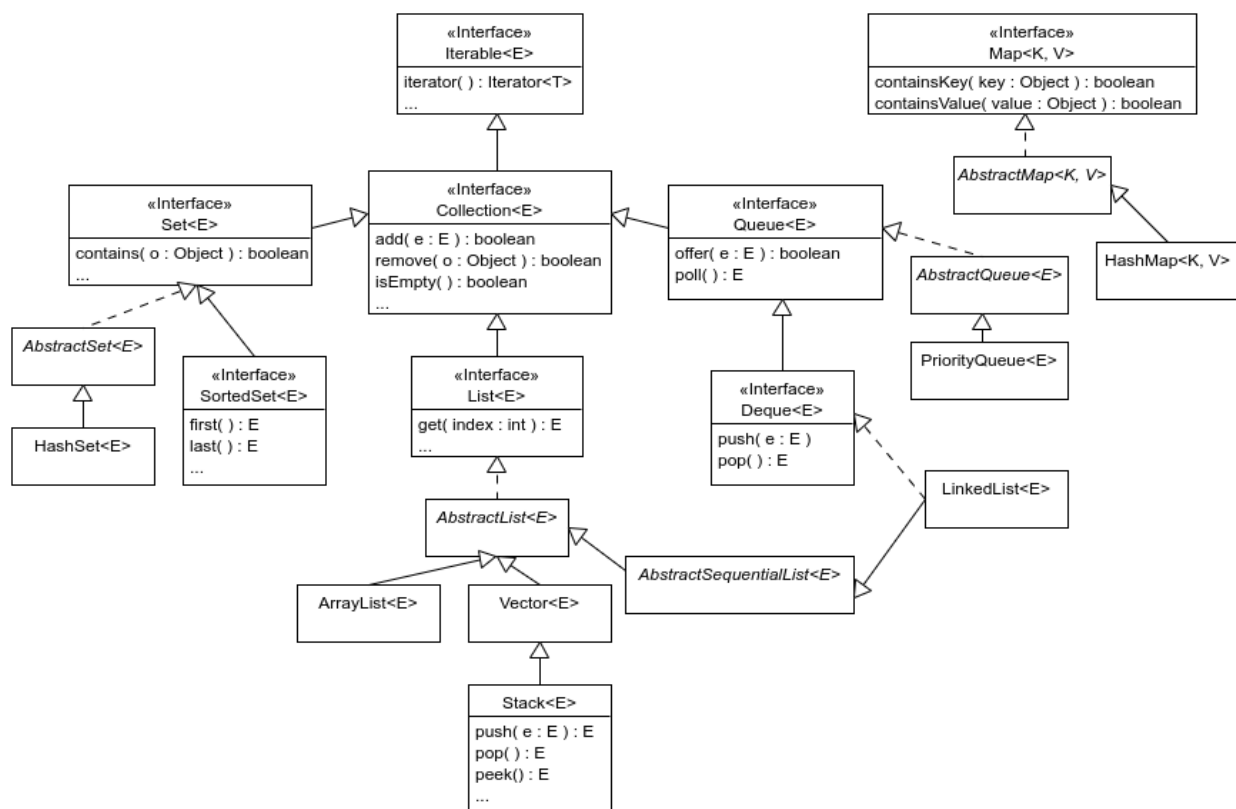 «Interface»
Iterable<E>
iterator( ) : Iterator<T>
...
«Interface»
Map<K, V>
containsKey( key : Object ) : boolean
containsValue( value : Object ) : boolean
«Interface»
Set<E>
contains( o : Object ) : boolean
...
«Interface»
Collection<E>
add( e : E ) : boolean
remove( o : Object ) : boolean
isEmpty( ) : boolean
...
«Interface»
Queue<E>
offer( e : E ) : boolean
poll( ) : E
AbstractMap<K, V>
HashMap<K, V>
AbstractQueue<E>
PriorityQueue<E>
AbstractSet<E>
HashSet<E>
«Interface»
SortedSet<E>
first( ) : E
last( ) : E
...
«Interface»
List<E>
get( index : int ) : E
...
«Interface»
Deque<E>
push( e : E )
pop( ) : E
LinkedList<E>
AbstractList<E>
AbstractSequentialList<E>
ArrayList<E>
Vector<E>
Stack<E>
push( e : E ) : E
pop( ) : E
peek() : E
...